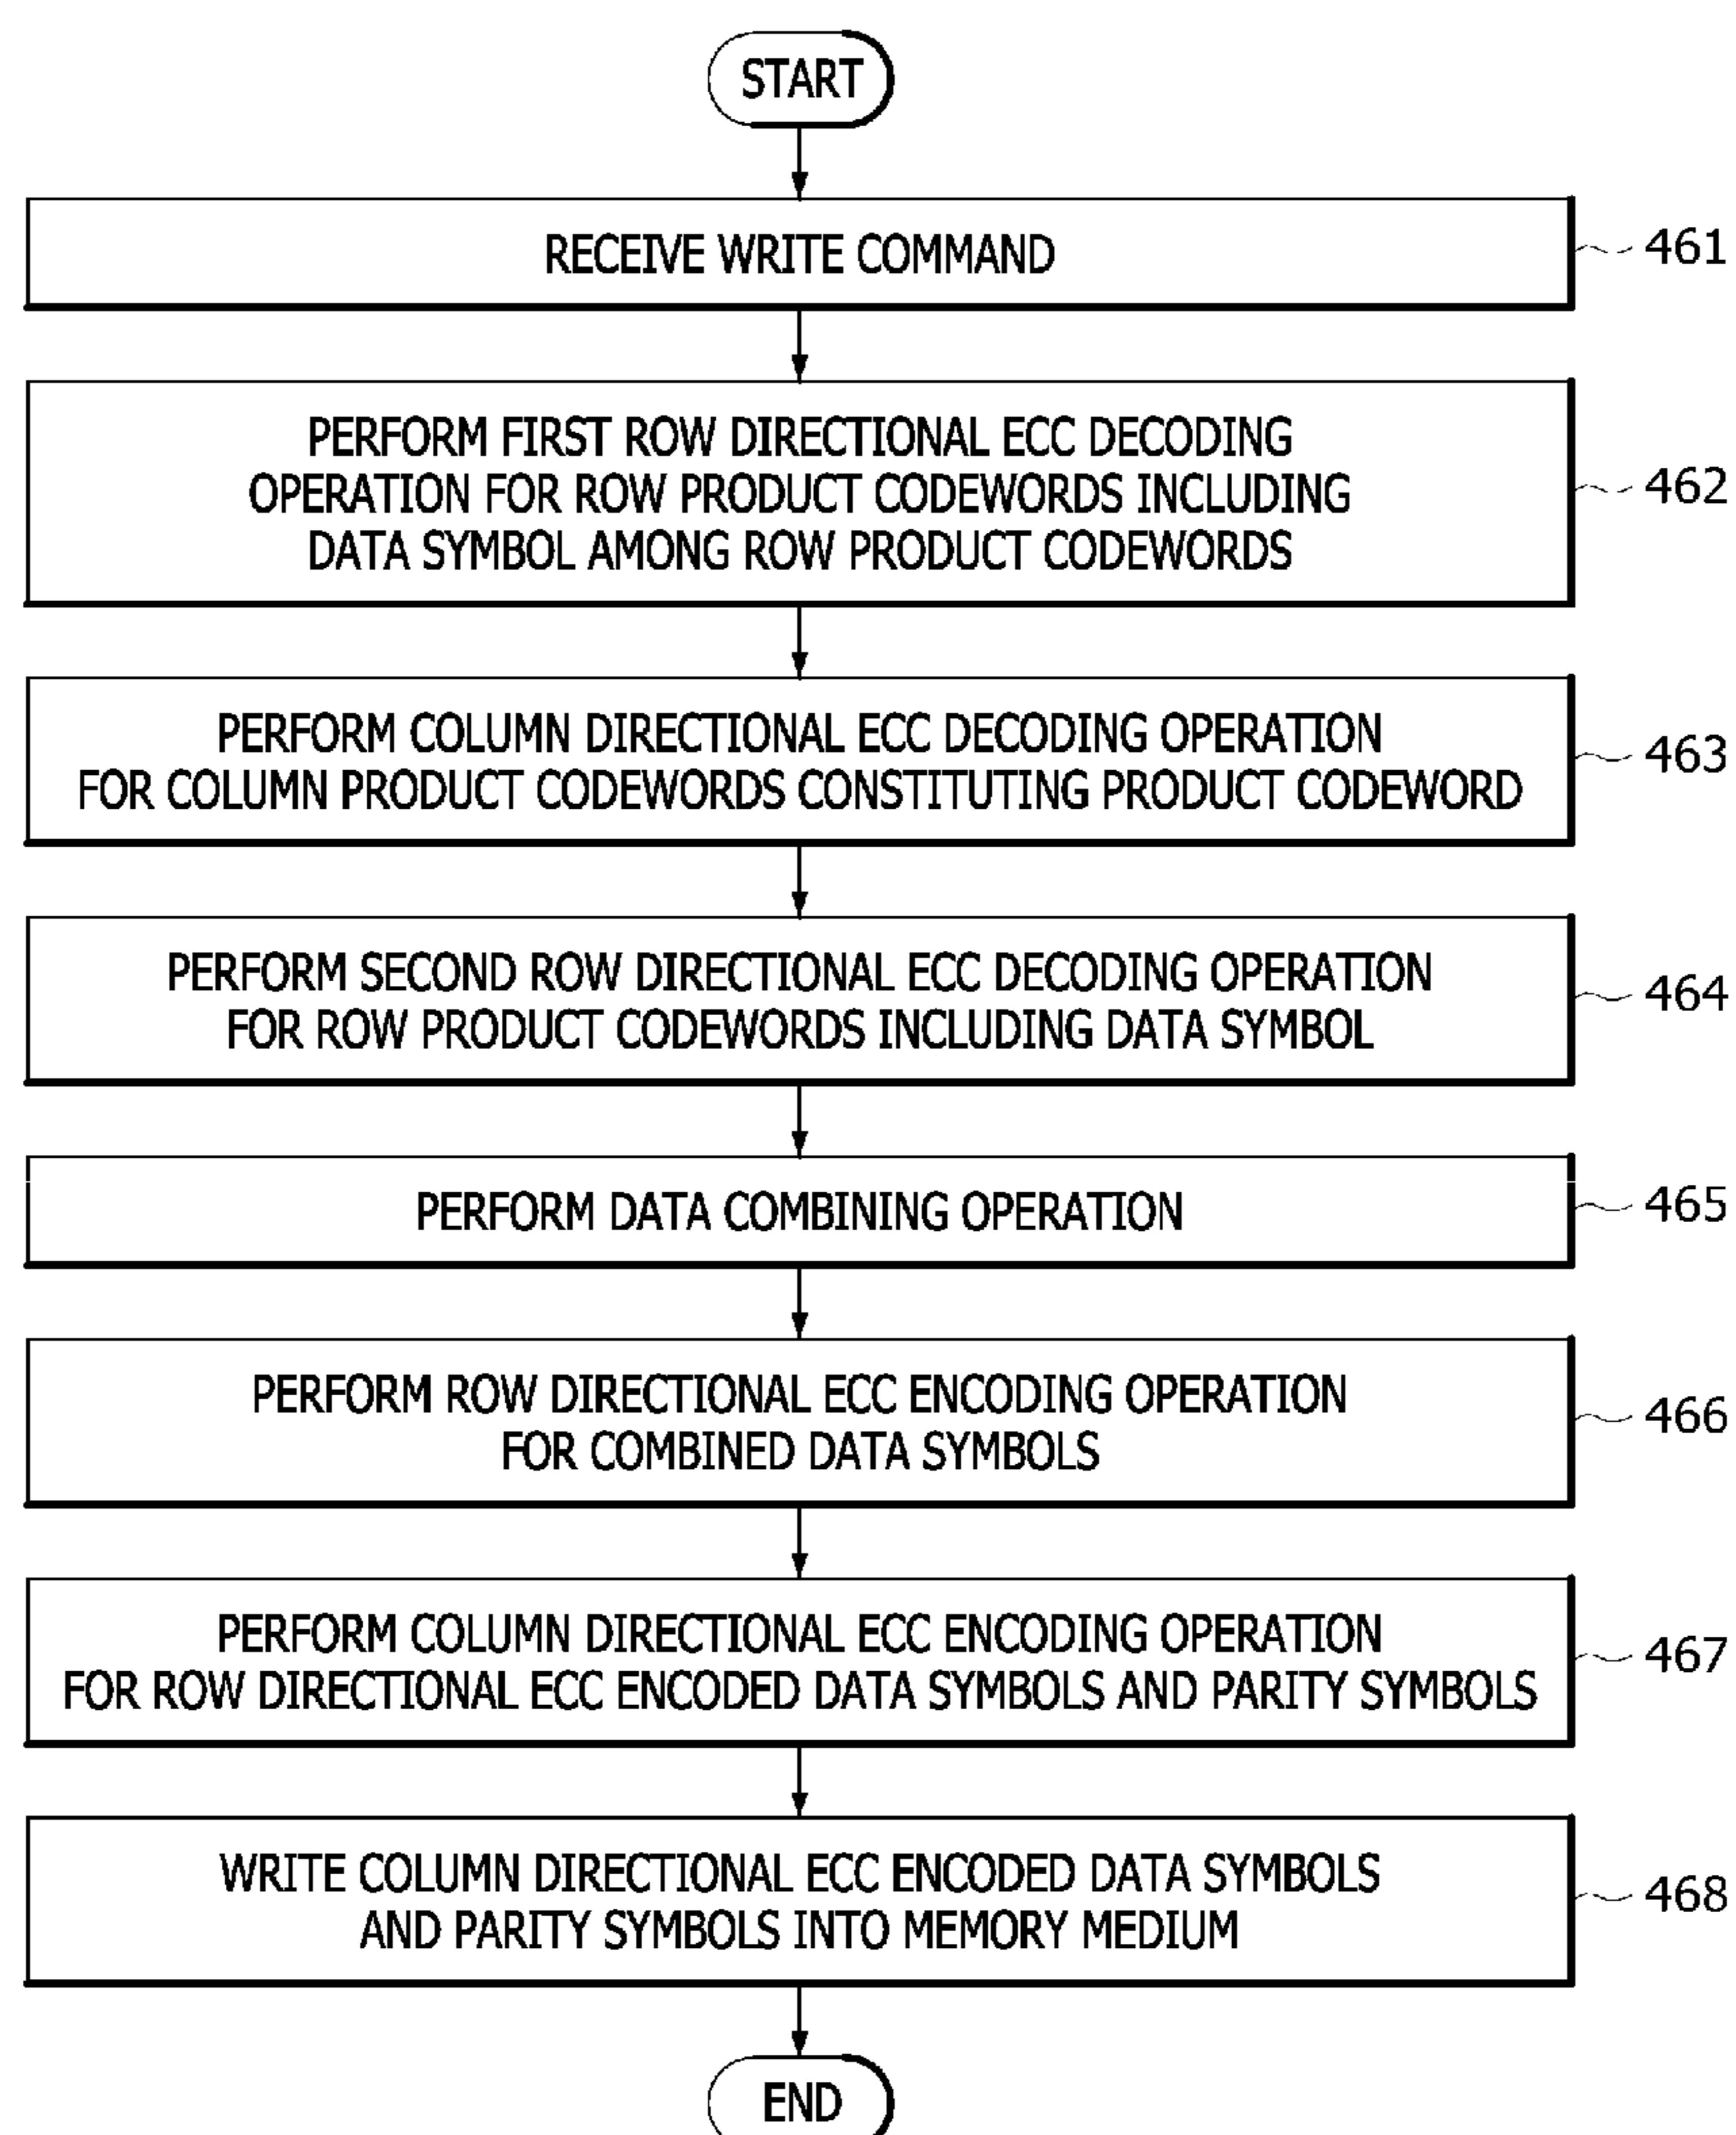 START
RECEIVE WRITE COMMAND
461
PERFORM FIRST ROW DIRECTIONAL ECC DECODING
OPERATION FOR ROW PRODUCT CODEWORDS INCLUDING
DATA SYMBOL AMONG ROW PRODUCT CODEWORDS
462
PERFORM COLUMN DIRECTIONAL ECC DECODING OPERATION
FOR COLUMN PRODUCT CODEWORDS CONSTITUTING PRODUCT CODEWORD
463
PERFORM SECOND ROW DIRECTIONAL ECC DECODING OPERATION
FOR ROW PRODUCT CODEWORDS INCLUDING DATA SYMBOL
464
PERFORM DATA COMBINING OPERATION
465
PERFORM ROW DIRECTIONAL ECC ENCODING OPERATION
FOR COMBINED DATA SYMBOLS
466
PERFORM COLUMN DIRECTIONAL ECC ENCODING OPERATION
FOR ROW DIRECTIONAL ECC ENCODED DATA SYMBOLS AND PARITY SYMBOLS
467
WRITE COLUMN DIRECTIONAL ECC ENCODED DATA SYMBOLS
AND PARITY SYMBOLS INTO MEMORY MEDIUM
468
END